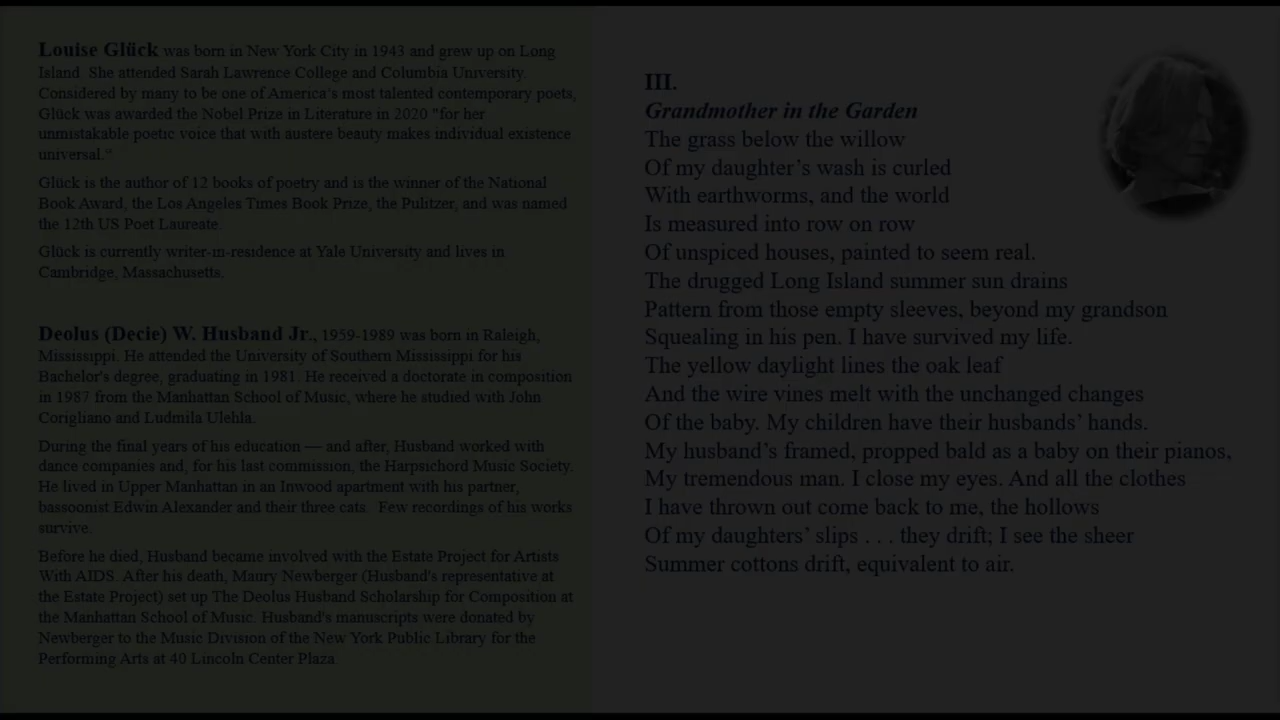 Louise Glück was born in New York City in 1943 and grew up on Long
Island. She attended Sarah Lawrence College and Columbia University.
Considered by many to be one of America's most talented contemporary poets,
Glück was awarded the Nobel Prize in Literature in 2020 "for her
unmistakable poetic voice that with austere beauty makes individual existence
universal."
Glück is the author of 12 books of poetry and is the winner of the National
Book Award, the Los Angeles Times Book Prize, the Pulitzer, and was named
the 12th US Poet Laureate.
Glück is currently writer-in-residence at Yale University and lives in
Cambridge, Massachusetts.
Deolus (Decie) W. Husband Jr., 1959-1989 was born in Raleigh,
Mississippi. He attended the University of Southern Mississippi for his
Bachelor's degree, graduating in 1981. He received a doctorate in composition
in 1987 from the Manhattan School of Music, where he studied with John
Corigliano and Ludmila Ulehla.
During the final years of his education — and after, Husband worked with
dance companies and, for his last commission, the Harpsichord Music Society.
He lived in Upper Manhattan in an Inwood apartment with his partner,
bassoonist Edwin Alexander and their three cats. Few recordings of his works
survive.
Before he died, Husband became involved with the Estate Project for Artists
With AIDS. After his death, Maury Newberger (Husband's representative at
the Estate Project) set up The Deolus Husband Scholarship for Composition at
the Manhattan School of Music. Husband's manuscripts were donated by
Newberger to the Music Division of the New York Public Library for the
Performing Arts at 40 Lincoln Center Plaza.
III.
Grandmother in the Garden
The grass below the willow
Of my daughter's wash is curled
With earthworms, and the world
Is measured into row on row
Of unspiced houses, painted to seem real.
The drugged Long Island summer sun drains
Pattern from those empty sleeves, beyond my grandson
Squealing in his pen. I have survived my life.
The yellow daylight lines the oak leaf
And the wire vines melt with the unchanged changes
Of the baby. My children have their husbands' hands.
My husband's framed, propped bald as a baby on their pianos,
My tremendous man. I close my eyes. And all the clothes
I have thrown out come back to me, the hollows
Of my daughters' slips . . . they drift; I see the sheer
Summer cottons drift, equivalent to air.